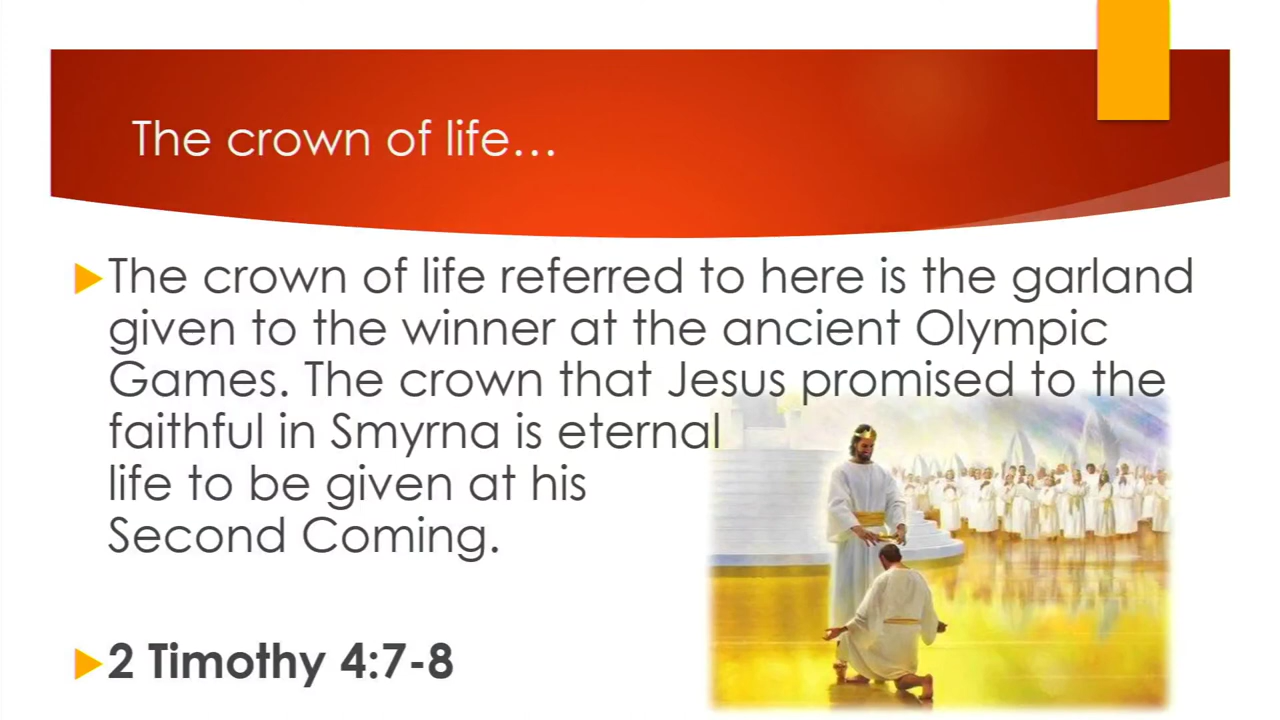 The crown of life…
The crown of life referred to here is the garland
given to the winner at the ancient Olympic
Games. The crown that Jesus promised to the
faithful in Smyrna is eternal
life to be given at his
Second Coming.
2 Timothy 4:7-8